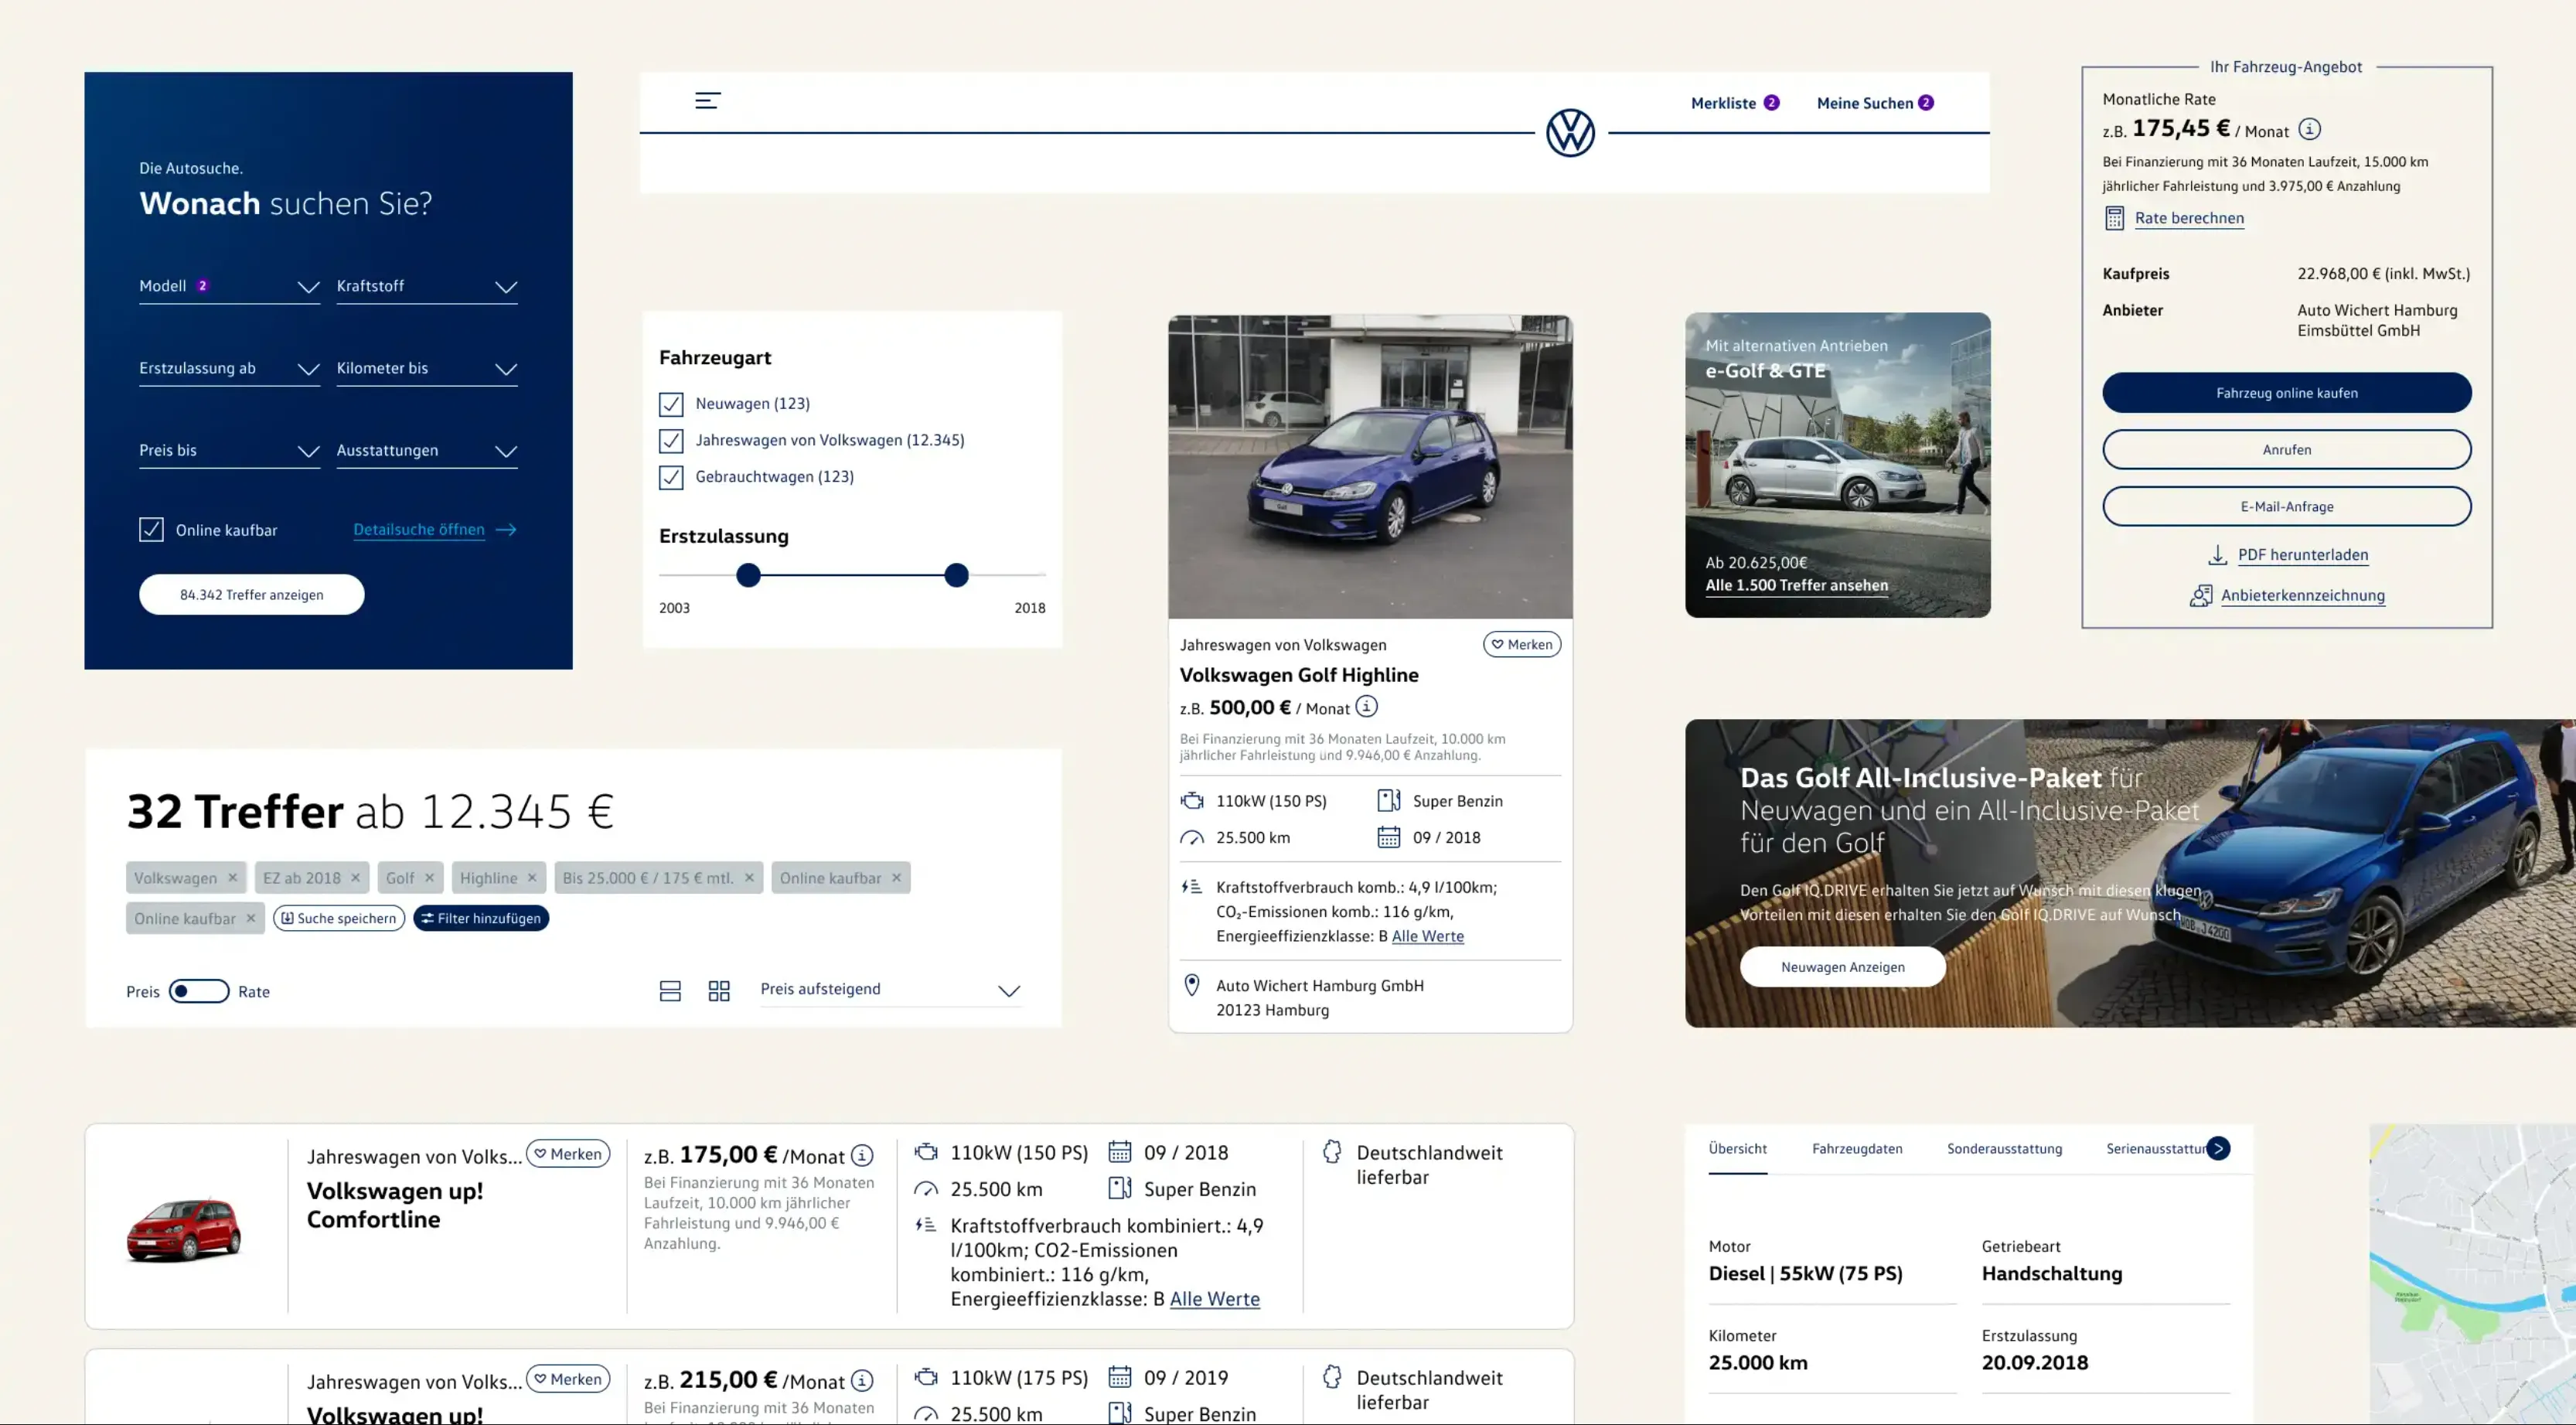 Die Autosuche.
Wonach suchen Sie?
Modell 2
Kraftstoff
Erstzulassung ab
Kilometer bis
Preis bis
Ausstattungen
Online kaufbar
Detailsuche öffnen
84.342 Treffer anzeigen
Merkliste 2
Meine Suchen 2
Ihr Fahrzeug-Angebot
Monatliche Rate
z.B. 175,45 € / Monat
Bei Finanzierung mit 36 Monaten Laufzeit, 15.000 km
jährlicher Fahrleistung und 3.975,00 € Anzahlung
Rate berechnen
Kaufpreis
22.968,00 € (inkl. MwSt.)
Anbieter
Auto Wichert Hamburg
Eimsbüttel GmbH
Fahrzeug online kaufen
Anrufen
E-Mail-Anfrage
PDF herunterladen
Anbieterkennzeichnung
Fahrzeugart
Neuwagen (123)
Jahreswagen von Volkswagen (12.345)
Gebrauchtwagen (123)
Erstzulassung
2003
2018
Golf
Jahreswagen von Volkswagen
Merken
Volkswagen Golf Highline
z.B. 500,00 € / Monat
Bei Finanzierung mit 36 Monaten Laufzeit, 10.000 km
jährlicher Fahrleistung und 9.946,00 € Anzahlung.
110kW (150 PS)
Super Benzin
25.500 km
09 / 2018
Kraftstoffverbrauch komb.: 4,9 l/100km;
CO₂-Emissionen komb.: 116 g/km,
Energieeffizienzklasse: B Alle Werte
Auto Wichert Hamburg GmbH
20123 Hamburg
Mit alternativen Antrieben
e-Golf & GTE
Ab 20.625,00€
Alle 1.500 Treffer ansehen
32 Treffer ab 12.345 €
Volkswagen ×
EZ ab 2018 ×
Golf ×
Highline ×
Bis 25.000 € / 175 € mtl. ×
Online kaufbar ×
Online kaufbar ×
Suche speichern
Filter hinzufügen
Preis
Rate
Preis aufsteigend
Das Golf All-Inclusive-Paket für
Neuwagen und ein All-Inclusive-Paket
für den Golf
Den Golf IQ.DRIVE erhalten Sie jetzt auf Wunsch mit diesen klugen
Vorteilen mit diesen erhalten Sie den Golf IQ.DRIVE auf Wunsch
WOB J 4200
Neuwagen Anzeigen
Jahreswagen von Volks...
Merken
Volkswagen up!
Comfortline
z.B. 175,00 € /Monat
Bei Finanzierung mit 36 Monaten
Laufzeit, 10.000 km jährlicher
Fahrleistung und 9.946,00 €
Anzahlung.
110kW (150 PS)
09 / 2018
25.500 km
Super Benzin
Kraftstoffverbrauch kombiniert.: 4,9
l/100km; CO2-Emissionen
kombiniert.: 116 g/km,
Energieeffizienzklasse: B Alle Werte
Deutschlandweit
lieferbar
Jahreswagen von Volks...
Merken
Volkswagen up!
z.B. 215,00 € /Monat
Bei Finanzierung mit 36 Monaten
110kW (175 PS)
09 / 2019
25.500 km
Super Benzin
Deutschlandweit
lieferbar
Übersicht
Fahrzeugdaten
Sonderausstattung
Serienausstattur
Motor
Diesel | 55kW (75 PS)
Getriebeart
Handschaltung
Kilometer
25.000 km
Erstzulassung
20.09.2018